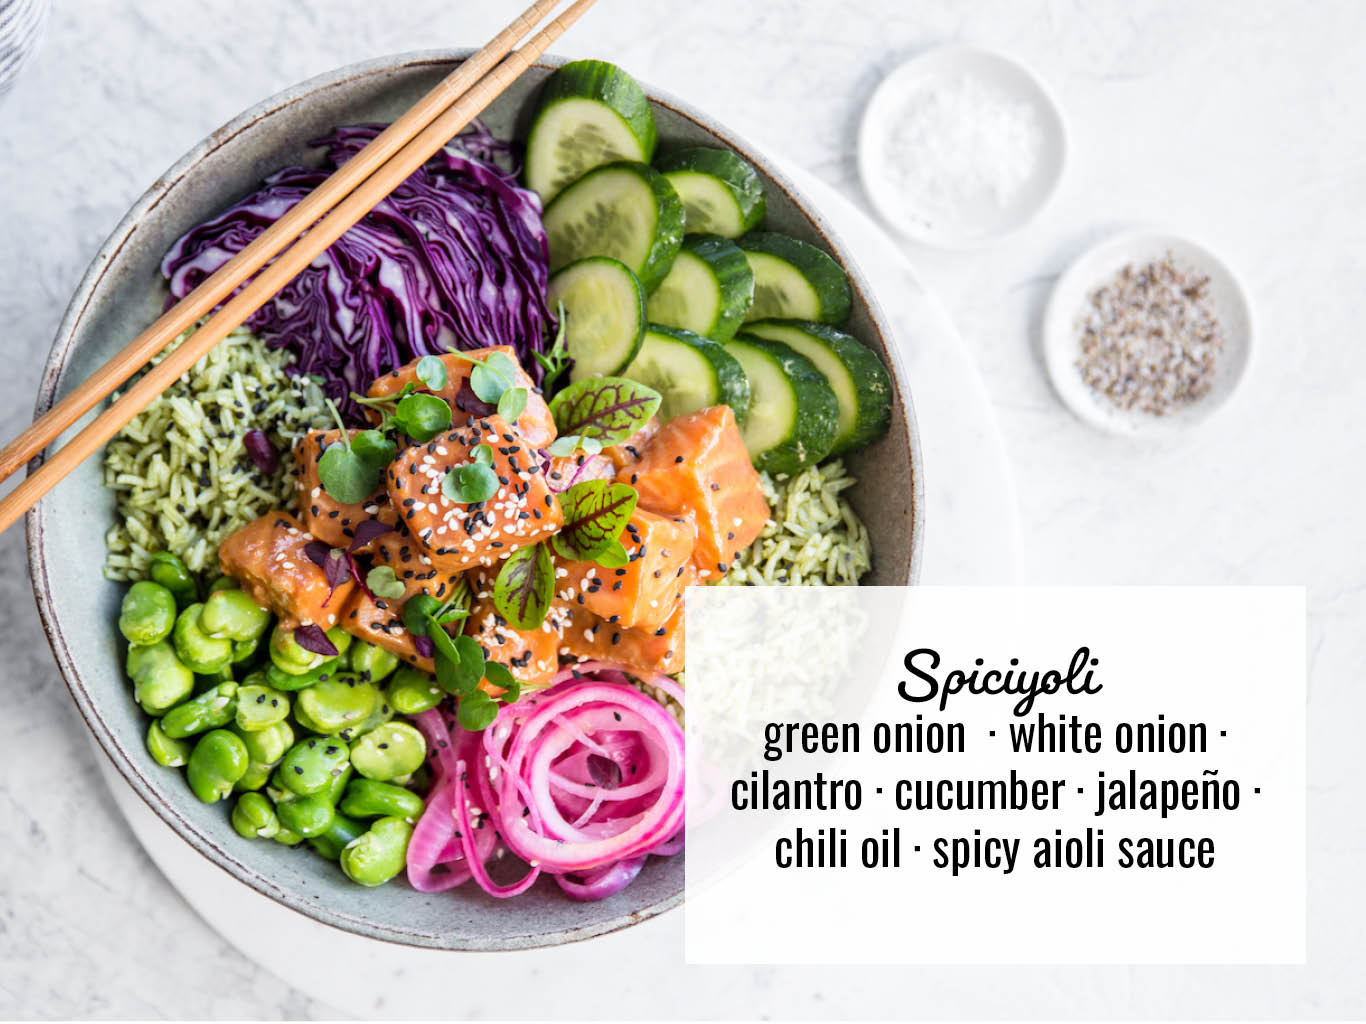 Spiciyoli
green onion · white onion ·
cilantro · cucumber · jalapeño ·
chili oil · spicy aioli sauce